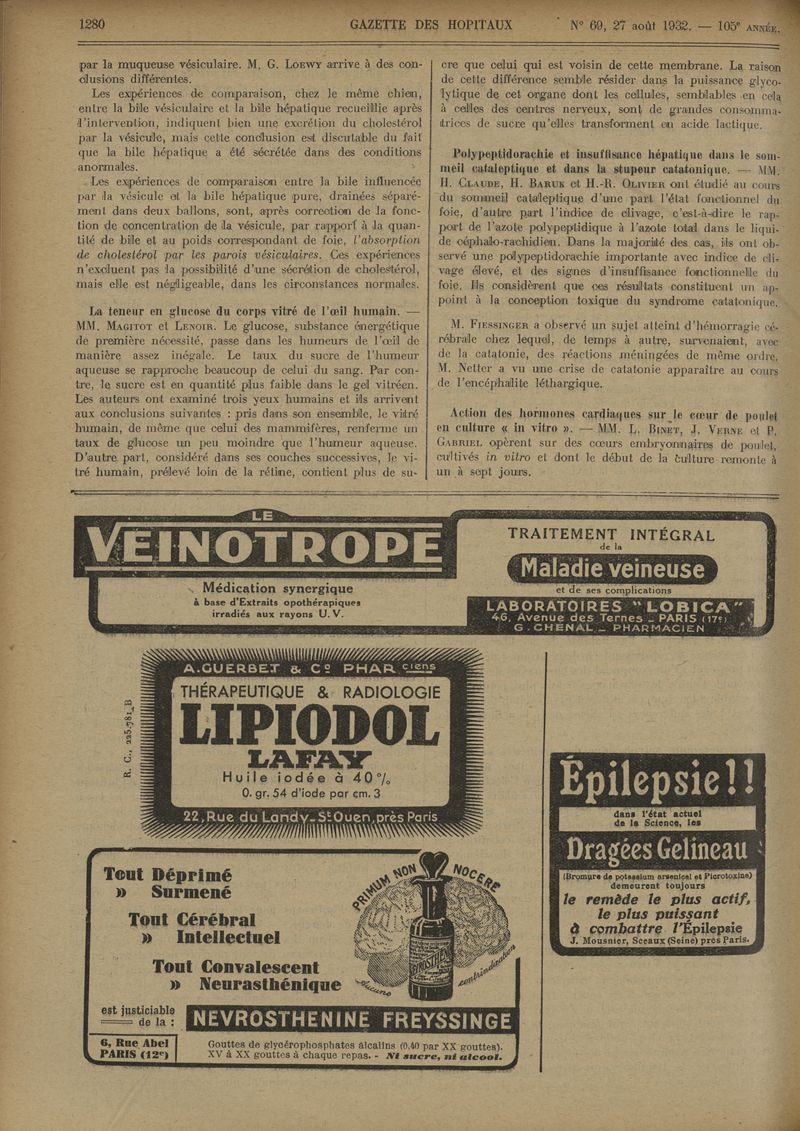 1280 GAZETTE DES HOPITAUX N° 69, 27 août 1932. — 105e ANNÉE.
par la muqueuse vésiculaire. M. G. LOEWY arrive à des con-
clusions différentes.
Les expériences de comparaison, chez le même chien,
entre la bile vésiculaire et la bile hépatique recueillie après
l'intervention, indiquent bien une excrétion du cholestérol
par la vésicule, mais cette conclusion est discutable du fait
que la bile hépatique a été sécrétée dans des conditions
anormales.
Les expériences de comparaison entre la bile influencée
par la vésicule et la bile hépatique pure, drainées séparé-
ment dans deux ballons, sont, après correction de la fonc-
tion de concentration de la vésicule, par rapport à la quan-
tité de bile et au poids correspondant de foie, l'absorption
de cholestérol par les parois vésiculaires. Ces expériences
n'excluent pas la possibilité d'une sécrétion de cholestérol,
mais elle est négligeable, dans les circonstances normales.
La teneur en glucose du corps vitré de l'œil humain. —
MM. MAGITOT et LENOIR. Le glucose, substance énergétique
de première nécessité, passe dans les humeurs de l'œil de
manière assez inégale. Le taux du sucre de l'humeur
aqueuse se rapproche beaucoup de celui du sang. Par con-
tre, le sucre est en quantité plus faible dans le gel vitréen.
Les auteurs ont examiné trois yeux humains et ils arrivent
aux conclusions suivantes : pris dans son ensemble, le vitré
humain, de même que celui des mammifères, renferme un
taux de glucose un peu moindre que l'humeur aqueuse.
D'autre part, considéré dans ses couches successives, le vi-
tré humain, prélevé loin de la rétine, contient plus de su-
cre que celui qui est voisin de cette membrane. La raison
de cette différence semble résider dans la puissance glyco-
lytique de cet organe dont les cellules, semblables en cela
à celles des centres nerveux, sont de grandes consomma-
trices de sucre qu'elles transforment en acide lactique.
Polypeptidorachie et insuffisance hépatique dans le som-
meil cataleptique et dans la stupeur catatonique. — MM.
H. CLAUDE, H. BARUK et H.-R. OLIVIER ont étudié au cours
du sommeil cataleptique d'une part l'état fonctionnel du
foie, d'autre part l'indice de clivage, c'est-à-dire le rap-
port de l'azote polypeptidique à l'azote total dans le liqui-
de céphalo-rachidien. Dans la majorité des cas, ils ont ob-
servé une polypeptidorachie importante avec indice de cli-
vage élevé, et des signes d'insuffisance fonctionnelle du
foie. Ils considèrent que ces résultats constituent un ap-
point à la conception toxique du syndrome catatonique.
M. FIESSINGER a observé un sujet atteint d'hémorragie cé-
rébrale chez lequel, de temps à autre, survenaient, avec
de la catatonie, des réactions méningées de même ordre.
M. Netter a vu une crise de catatonie apparaître au cours
de l'encéphalite léthargique.
Action des hormones cardiaques sur le cœur de poulet
en culture « in vitro ». — MM. L. BINET, J. VERNE et P.
GABRIEL opèrent sur des cœurs embryonnaires de poulet,
cultivés in vitro et dont le début de la culture remonte à
un à sept jours.
LE
VEINOTROPE
Médication synergique
à base d'Extraits opothérapiques
irradiés aux rayons U.V.
TRAITEMENT INTÉGRAL
de la
Maladie veineuse
et de ses complications
LABORATOIRES "LOBICA"
46, Avenue des Ternes _ PARIS (17e)
G. CHENAL _ PHARMACIEN
R. C., 225.781_B
A. GUERBET & Co PHAR ciens
THÉRAPEUTIQUE & RADIOLOGIE
LIPIODOL
LAFAY
Huile iodée à 40%
0. gr. 54 d'iode par cm. 3
22, Rue du Landy_St Ouen, près Paris
Épilepsie!!
dans l'état actuel
de la Science, les
Dragées Gelineau
(Bromure de potassium arsenical et Picrotoxine)
demeurent toujours
le remède le plus actif,
le plus puissant
à combattre l'Épilepsie
J. Mousnier, Sceaux (Seine) près Paris.
Tout Déprimé
» Surmené
Tout Cérébral
» Intellectuel
Tout Convalescent
» Neurasthénique
PRIMUM NON NOCERE
aucune contrindication
est justiciable
de la :
NEVROSTHENINE FREYSSINGE
6, Rue Abel
PARIS (12e)
Gouttes de glycérophosphates alcalins (0,40 par XX gouttes).
XV à XX gouttes à chaque repas. - Ni sucre, ni alcool.